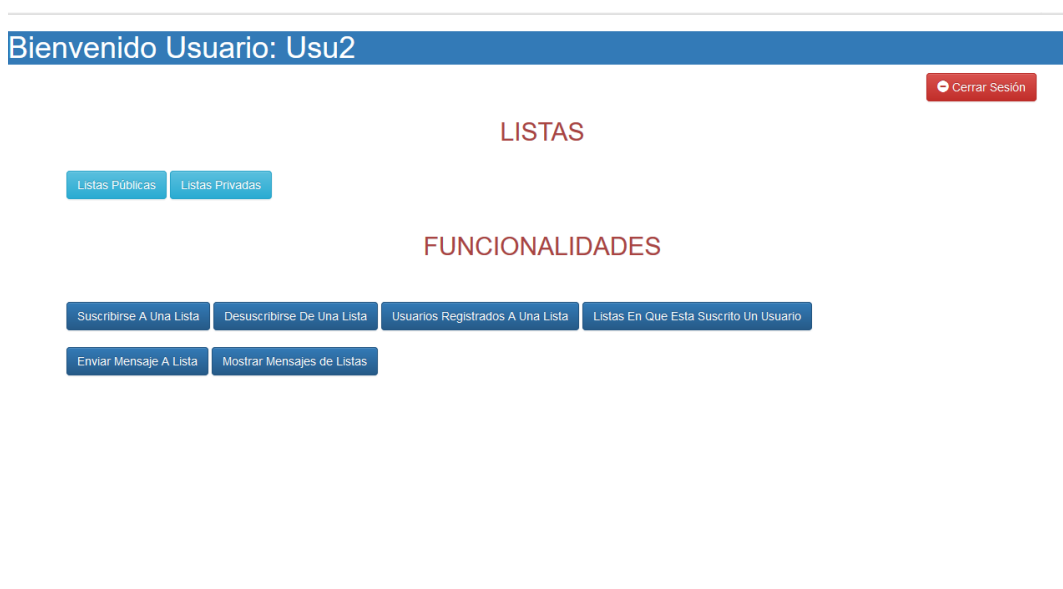 Bienvenido Usuario: Usu2
Cerrar Sesión
LISTAS
Listas Públicas Listas Privadas
FUNCIONALIDADES
Suscribirse A Una Lista Desuscribirse De Una Lista Usuarios Registrados A Una Lista Listas En Que Esta Suscrito Un Usuario
Enviar Mensaje A Lista Mostrar Mensajes de Listas